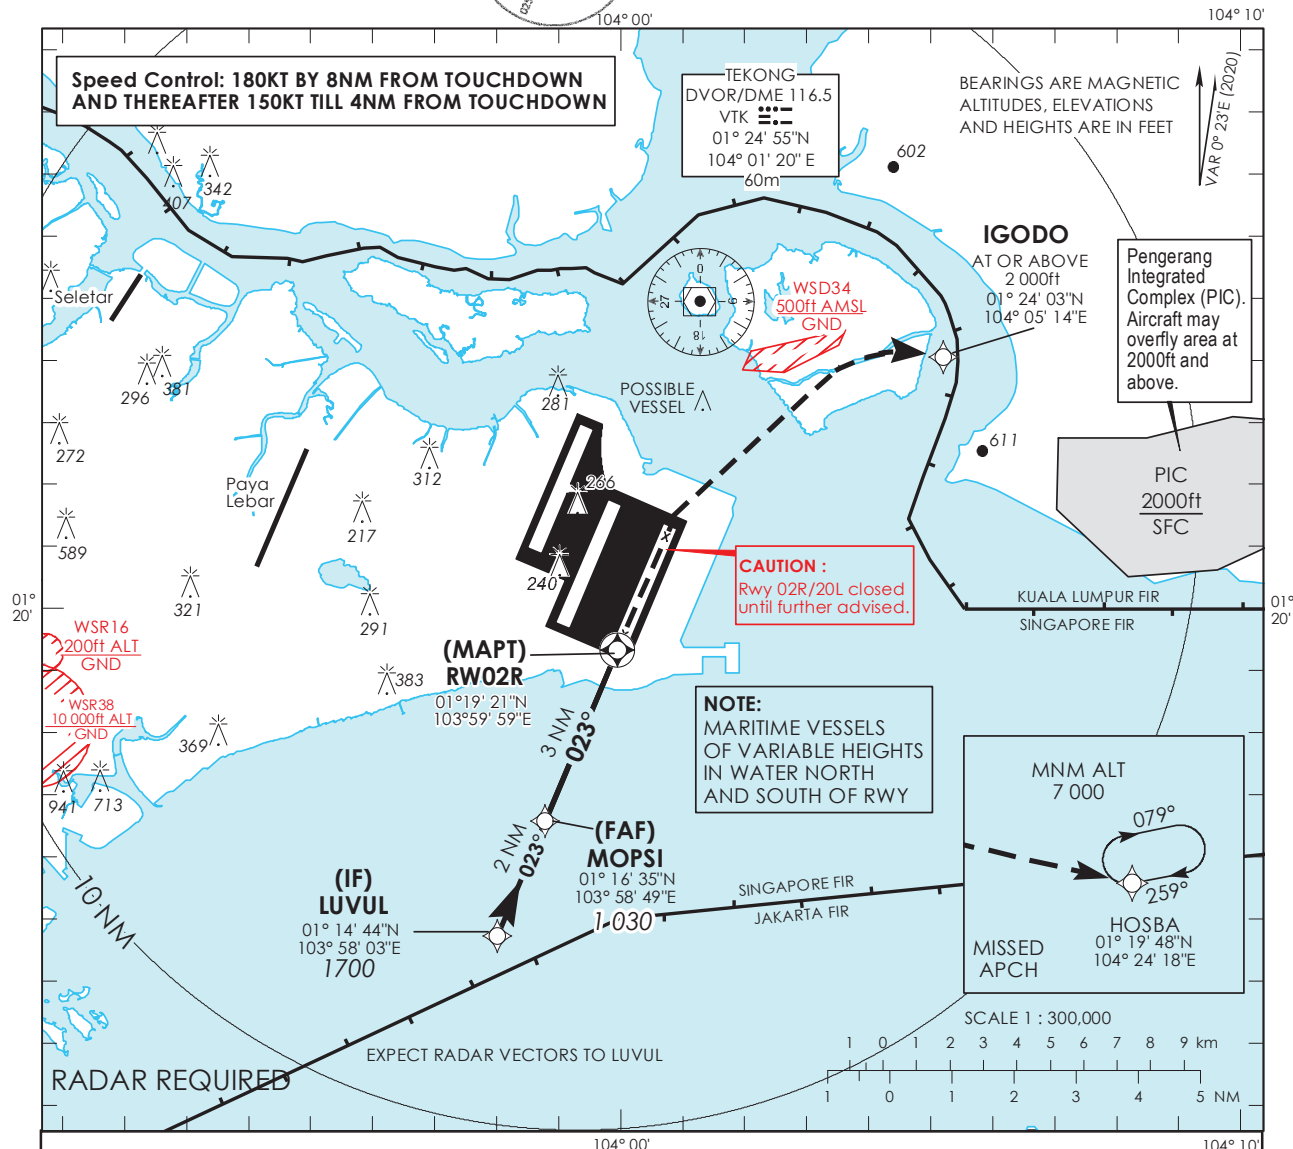 025
104° 00'
104° 10'
Speed Control: 180KT BY 8NM FROM TOUCHDOWN
AND THEREAFTER 150KT TILL 4NM FROM TOUCHDOWN
TEKONG
DVOR/DME 116.5
VTK
01° 24' 55"N
104° 01' 20" E
60m
BEARINGS ARE MAGNETIC
ALTITUDES, ELEVATIONS
AND HEIGHTS ARE IN FEET
VAR 0° 23'E (2020)
602
342
407
IGODO
AT OR ABOVE
2 000ft
01° 24' 03"N
104° 05' 14"E
Pengerang
Integrated
Complex (PIC).
Aircraft may
overfly area at
2000ft and
above.
Seletar
0
9
18
27
WSD34
500ft AMSL
GND
296
381
281
POSSIBLE
VESSEL
272
312
611
Paya
Lebar
266
PIC
2000ft
SFC
589
217
X
240
CAUTION :
Rwy 02R/20L closed
until further advised.
321
291
01°
20'
KUALA LUMPUR FIR
SINGAPORE FIR
01°
20'
WSR16
200ft ALT
GND
(MAPT)
RW02R
01°19' 21"N
103°59' 59"E
383
WSR38
10 000ft ALT
GND
369
NOTE:
MARITIME VESSELS
OF VARIABLE HEIGHTS
IN WATER NORTH
AND SOUTH OF RWY
3 NM
023°
941
713
MNM ALT
7 000
079°
259°
HOSBA
01° 19' 48"N
104° 24' 18"E
MISSED
APCH
2 NM
023°
(FAF)
MOPSI
01° 16' 35"N
103° 58' 49"E
1 030
(IF)
LUVUL
01° 14' 44"N
103° 58' 03"E
1700
10 NM
SINGAPORE FIR
JAKARTA FIR
SCALE 1 : 300,000
1 0 1 2 3 4 5 6 7 8 9 km
1 0 1 2 3 4 5 NM
EXPECT RADAR VECTORS TO LUVUL
RADAR REQUIRED
104° 00'
104° 10'